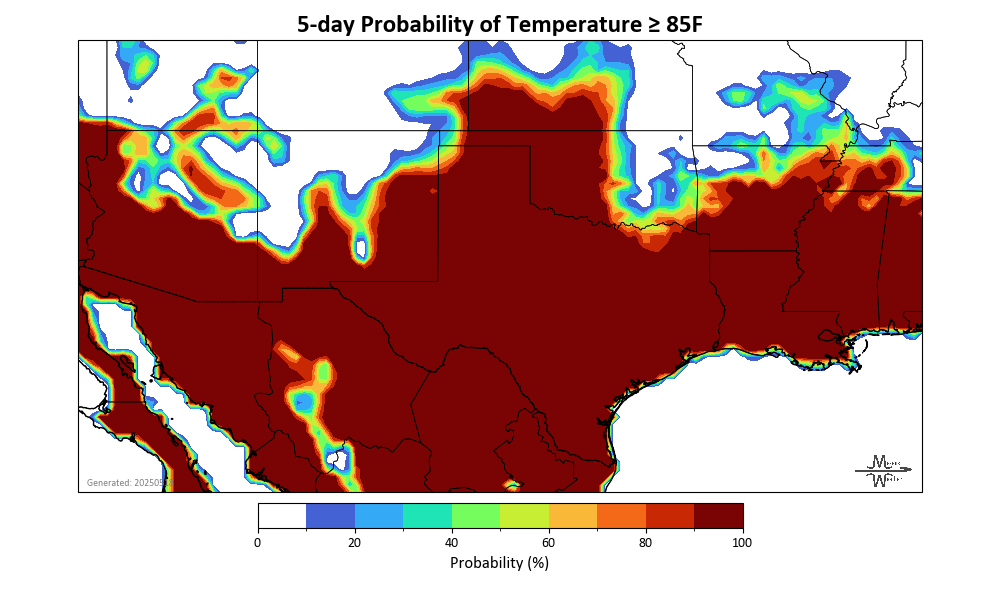 5-day Probability of Temperature ≥ 85F
Generated:
0 20 40 60 80 100
Probability (%)